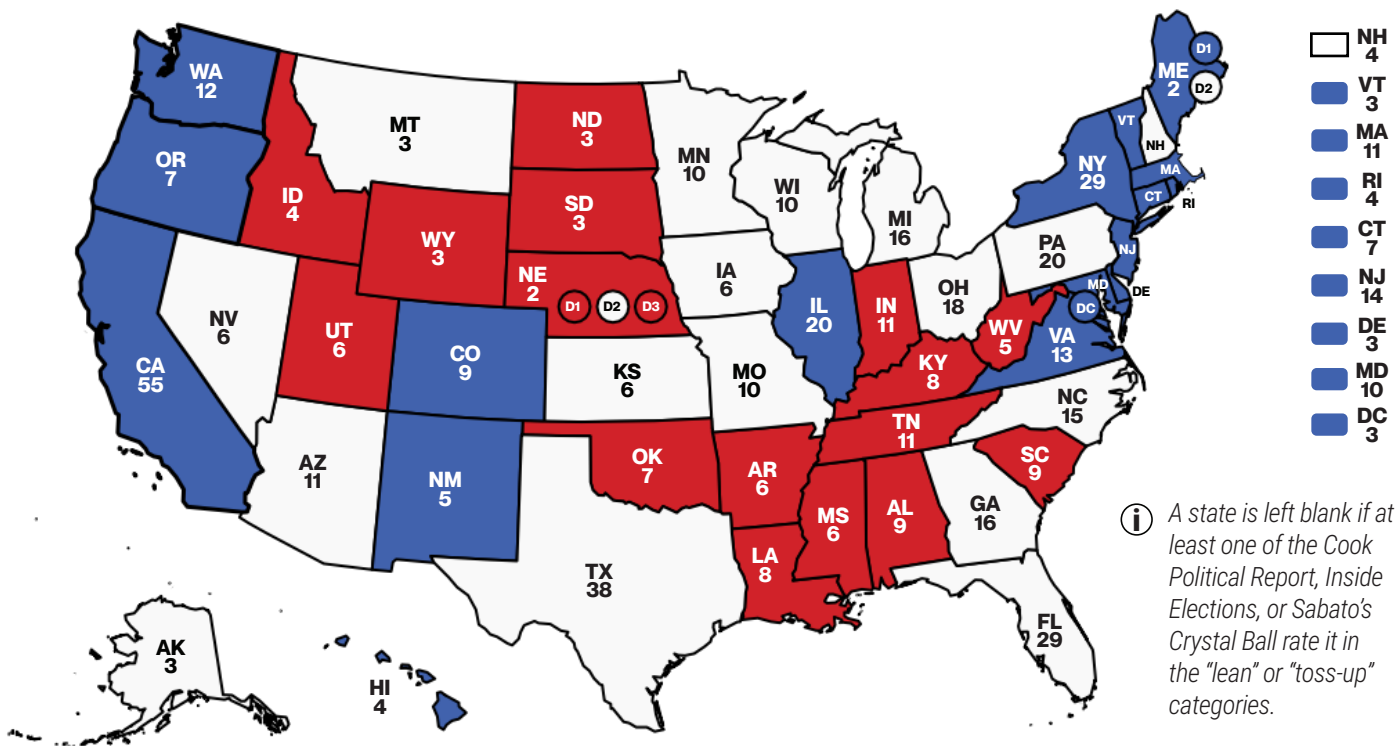 WA
12
OR
7
CA
55
ID
4
NV
6
UT
6
AZ
11
MT
3
WY
3
CO
9
NM
5
ND
3
SD
3
NE
2
D1
D2
D3
KS
6
OK
7
TX
38
MN
10
IA
6
MO
10
AR
6
LA
8
WI
10
IL
20
MI
16
IN
11
OH
18
KY
8
TN
11
MS
6
AL
9
GA
16
FL
29
SC
9
NC
15
WV
5
VA
13
PA
20
NY
29
VT
NH
ME
2
D1
D2
MA
CT
RI
NJ
DE
MD
DC
AK
3
HI
4
NH
4
VT
3
MA
11
RI
4
CT
7
NJ
14
DE
3
MD
10
DC
3
i
A state is left blank if at
least one of the Cook
Political Report, Inside
Elections, or Sabato’s
Crystal Ball rate it in
the “lean” or “toss-up”
categories.